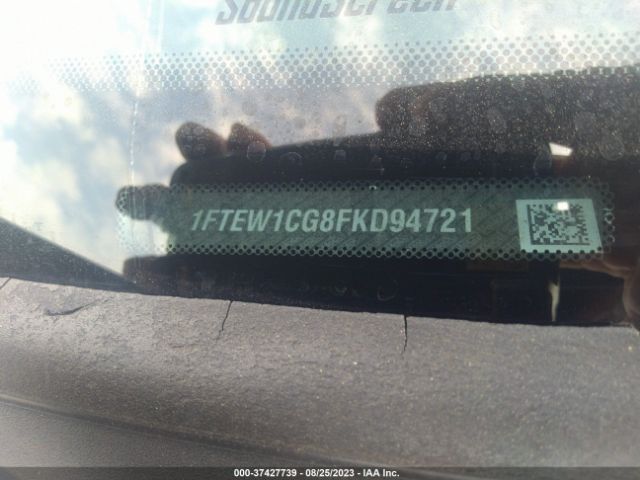 SoundScreen
1FTEW1CG8FKD94721
000-37427739 - 08/25/2023 - IAA Inc.